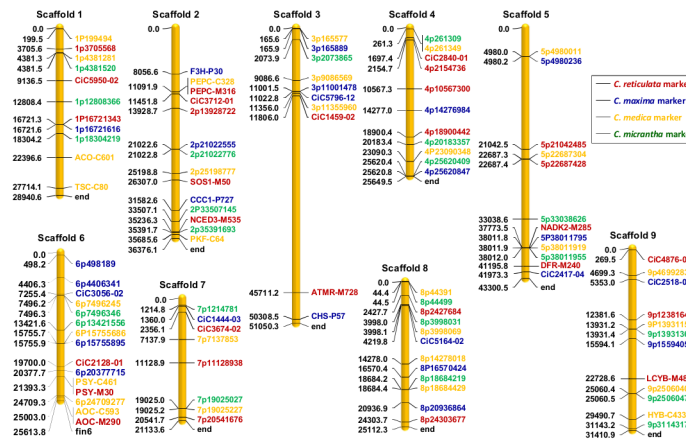 Scaffold 1
0.0
199.5 1P199494
3705.6 1p3705568
4381.3 1p4381281
4381.5 1p4381520
9136.5 CiC5950-02
12808.4 1p12808366
16721.3 1P16721343
16721.6 1p16721616
18304.2 1p18304219
22396.6 ACO-C601
27714.1 TSC-C80
28940.6 end
Scaffold 2
0.0
8056.6 F3H-P30
PEPC-C328
11091.9 PEPC-M316
11451.8 CiC3712-01
13928.7 2p13928722
21022.6 2p21022555
21022.8 2p21022776
25198.8 2p25198777
26307.0 SOS1-M50
31582.6 CCC1-P727
33507.1 2P33507145
35236.3 NCED3-M535
35391.7 2p35391693
35685.6 PKF-C64
36376.1 end
Scaffold 3
0.0
165.6 3p165577
165.9 3p165889
2073.9 3p2073865
9086.6 3p9086569
11001.5 3p11001478
11022.8 CiC5796-12
11356.0 3p11355960
11806.8 CiC1459-02
45711.2 ATMR-M728
50308.5 CHS-P57
51050.3 end
Scaffold 4
0.0
4p261309
261.3 4p261349
1697.4 CiC2840-01
2154.7 4p2154736
10567.3 4p10567300
14277.0 4p14276984
18900.4 4p18900442
20183.4 4p20183357
23090.3 4P23090348
25620.4 4p25620409
25620.8 4p25620847
25649.5 end
Scaffold 5
0.0
4980.0 5p4980011
4980.2 5p4980236
21042.5 5p21042485
22687.3 5p22687304
22687.4 5p22687428
33038.6 5p33038626
37773.5 NADK2-M285
38011.8 5P38011795
38011.9 5p38011919
38012.0 5p38011955
41195.8 DFR-M240
41973.3 CiC2417-04
43300.5 end
C. reticulata marker
C. maxima marker
C. medica marker
C. micrantha marker
Scaffold 6
0.0
498.2 6p498189
4406.3 6p4406341
7255.4 CiC3056-02
7496.2 6p7496245
7496.3 6p7496346
13421.6 6p13421556
15755.7 6p15755686
15755.9 6p15755895
19700.0 CiC2128-01
20377.7 6p20377715
PSY-C461
21393.3 PSY-M30
24709.3 6p24709277
AOC-C593
25003.0 AOC-M290
25613.8 fin6
Scaffold 7
0.0
1214.8 7p1214781
1360.0 CiC1444-03
2356.1 CiC3674-02
7137.9 7p7137883
11128.9 7p11128938
19025.0 7p19025027
19025.2 7p19025227
20541.7 7p20541676
21133.6 end
Scaffold 8
0.0
44.4 8p44391
44.5 8p44499
2427.7 8p2427684
3998.0 8p3998031
3998.1 8p3998069
4219.8 CiC5164-02
14278.0 8p14278018
16570.4 8P16570424
18684.2 8p18684219
18684.4 8p18684429
20936.9 8p20936864
24303.7 8p24303677
25112.3 end
Scaffold 9
0.0
269.5 CiC4876-0
4699.3 9p4699282
5353.0 CiC2518-0
12381.6 9p1238164
13931.2 9p1393115
13931.4 9p1393136
15594.1 9p1559405
22728.6 LCYB-M48
25060.4 9p2506040
25060.5 9p2506047
29490.7 HYB-C433
31143.2 9p3114317
31410.9 end